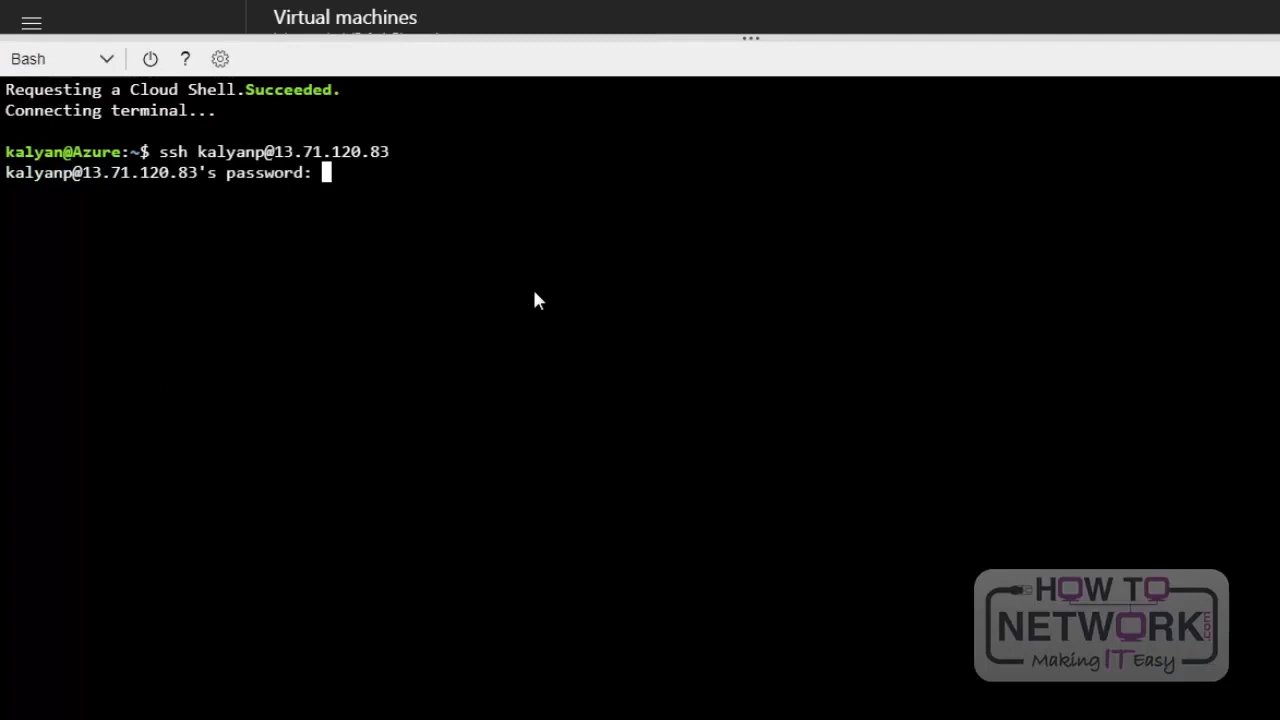 Virtual machines
Bash
?
Requesting a Cloud Shell.Succeeded.
Connecting terminal...
kalyan@Azure:~$ ssh kalyanp@13.71.120.83
kalyanp@13.71.120.83's password:
HOW TO
NETWORK.com
Making IT Easy